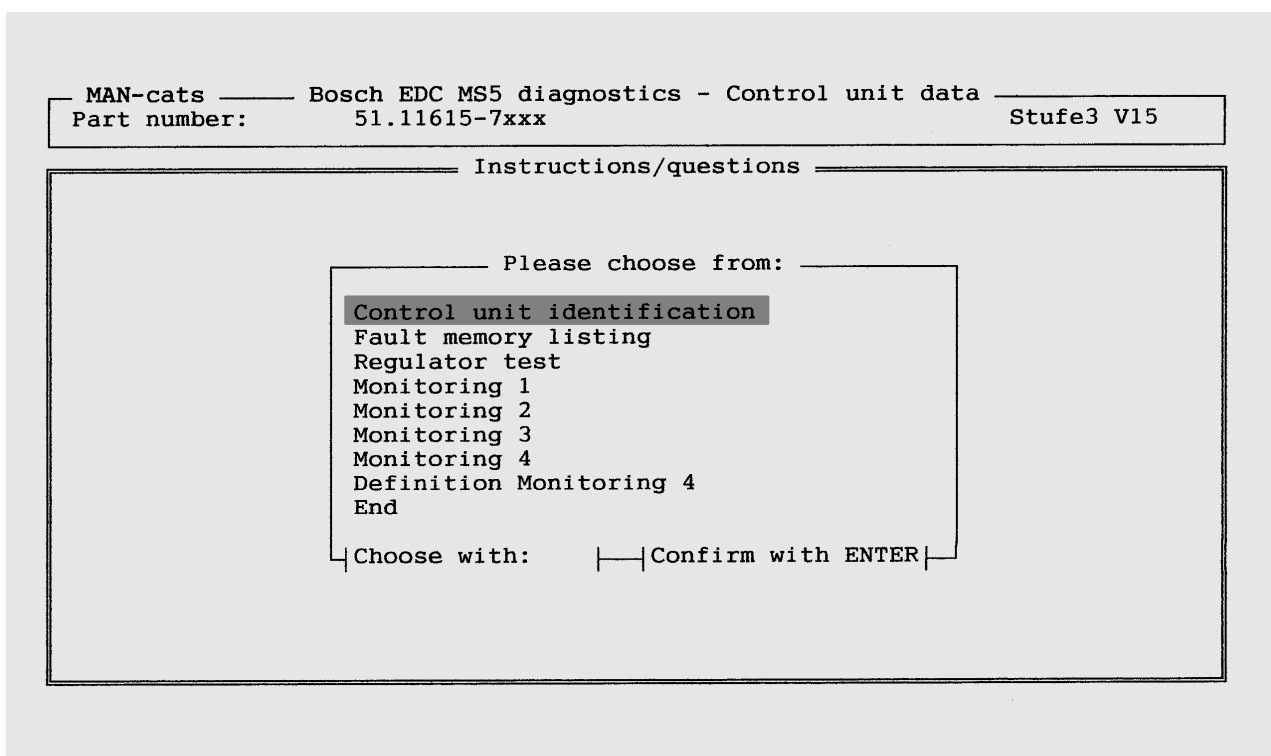 MAN-cats Bosch EDC MS5 diagnostics - Control unit data
Part number: 51.11615-7xxx Stufe3 V15
Instructions/questions
Please choose from:
Control unit identification
Fault memory listing
Regulator test
Monitoring 1
Monitoring 2
Monitoring 3
Monitoring 4
Definition Monitoring 4
End
Choose with: Confirm with ENTER